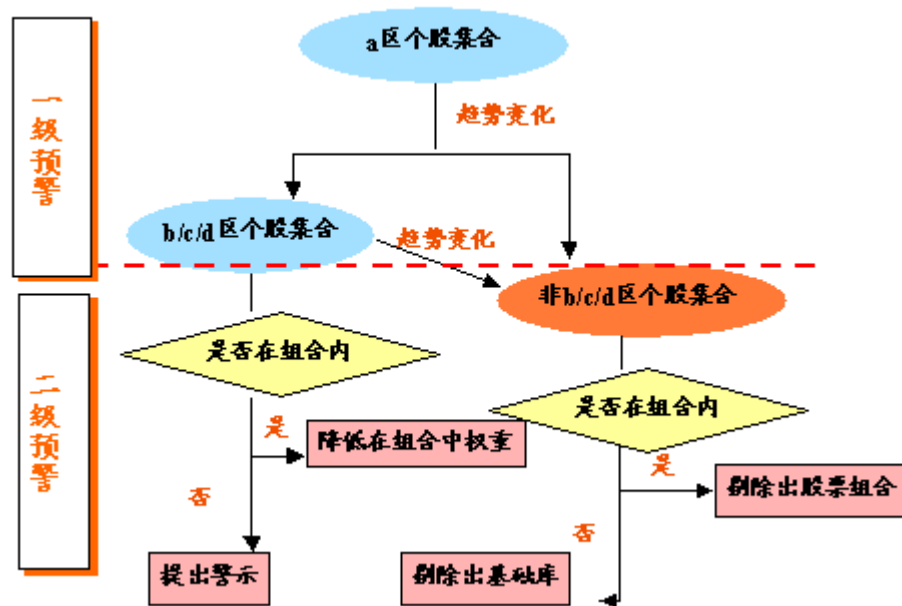 a区个股集合
趋势变化
一级预警
b/c/d区个股集合
趋势变化
非b/c/d区个股集合
二级预警
是否在组合内
是否在组合内
是
降低在组合中权重
是
剔除出股票组合
否
否
提出警示
剔除出基础库